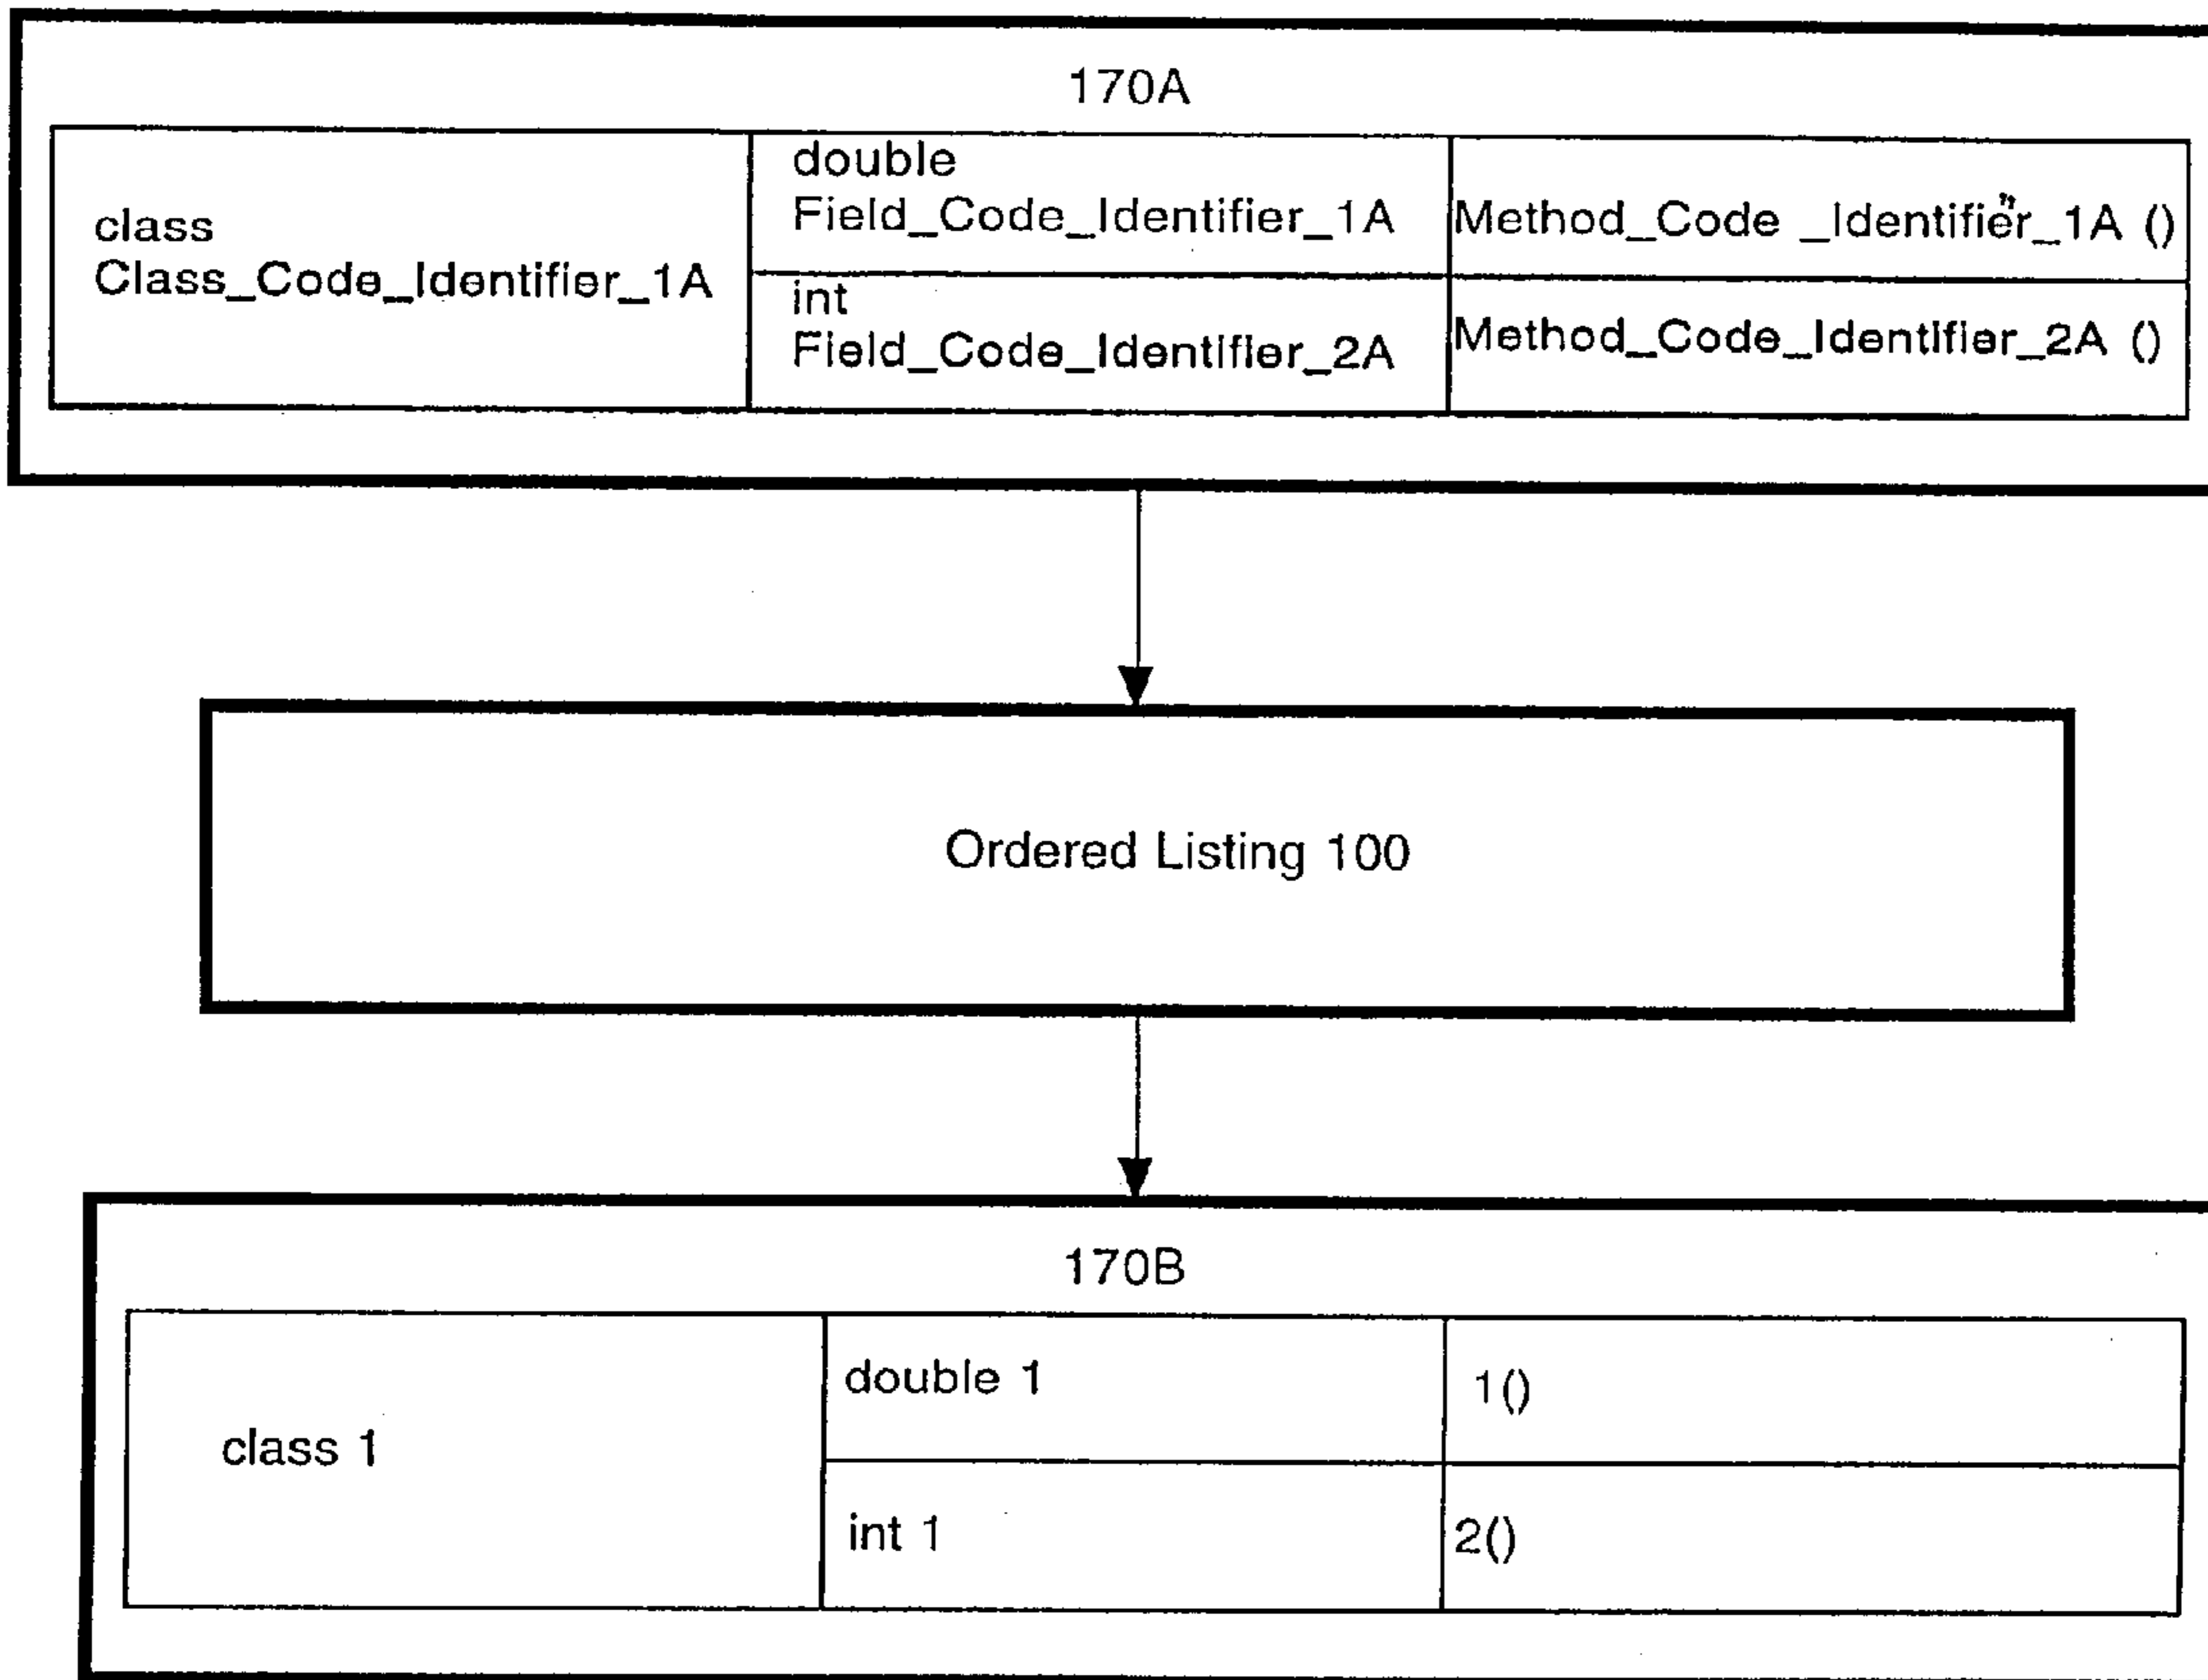 170A
class
Class_Code_Identifier_1A
double
Field_Code_Identifier_1A
Method_Code _Identifier_1A ()
int
Field_Code_Identifier_2A
Method_Code_Identifier_2A ()
Ordered Listing 100
170B
class 1
double 1
1()
int 1
2()